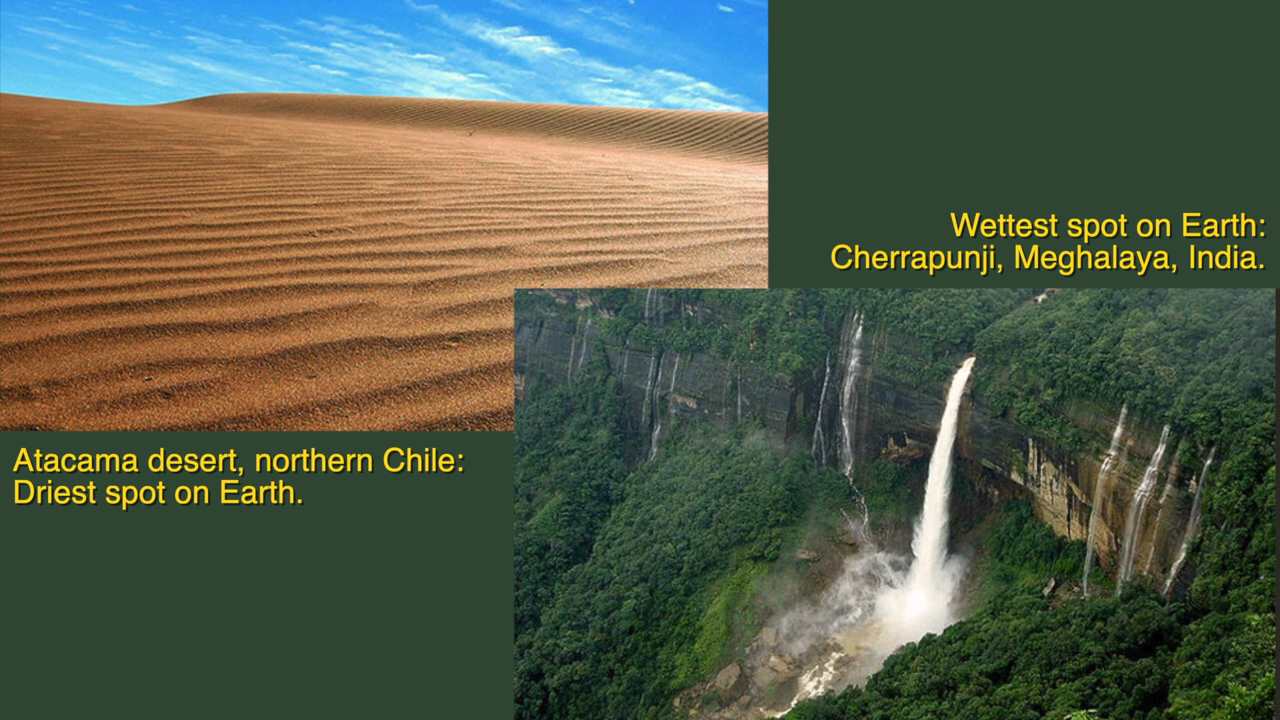 Wettest spot on Earth:
Cherrapunji, Meghalaya, India.
Atacama desert, northern Chile:
Driest spot on Earth.